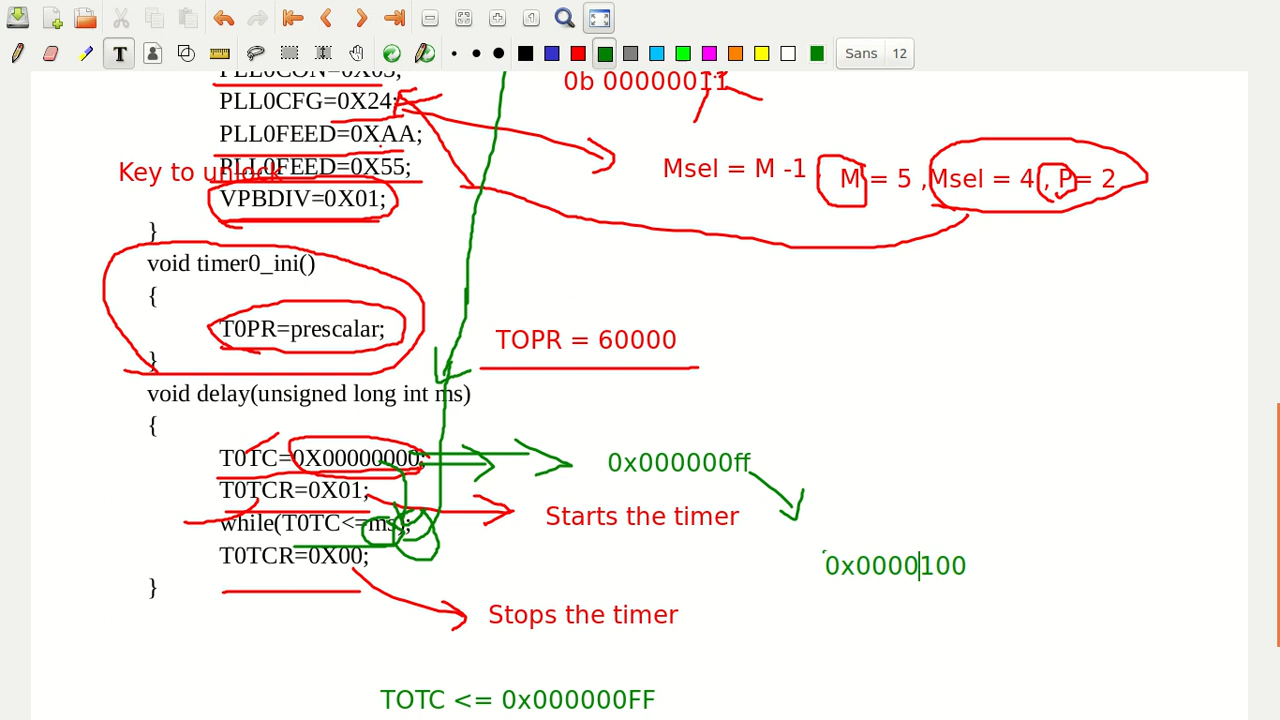 Sans 12
PLL0CON=0X03;
0b 00000011
PLL0CFG=0X24;
PLL0FEED=0XAA;
PLL0FEED=0X55;
Key to unlock
Msel = M -1
M = 5 ,Msel = 4 , P = 2
VPBDIV=0X01;
}
void timer0_ini()
{
T0PR=prescalar;
TOPR = 60000
}
void delay(unsigned long int ms)
{
T0TC=0X00000000;
0x000000ff
T0TCR=0X01;
Starts the timer
while(T0TC<=ms);
T0TCR=0X00;
0x0000100
}
Stops the timer
TOTC <= 0x000000FF